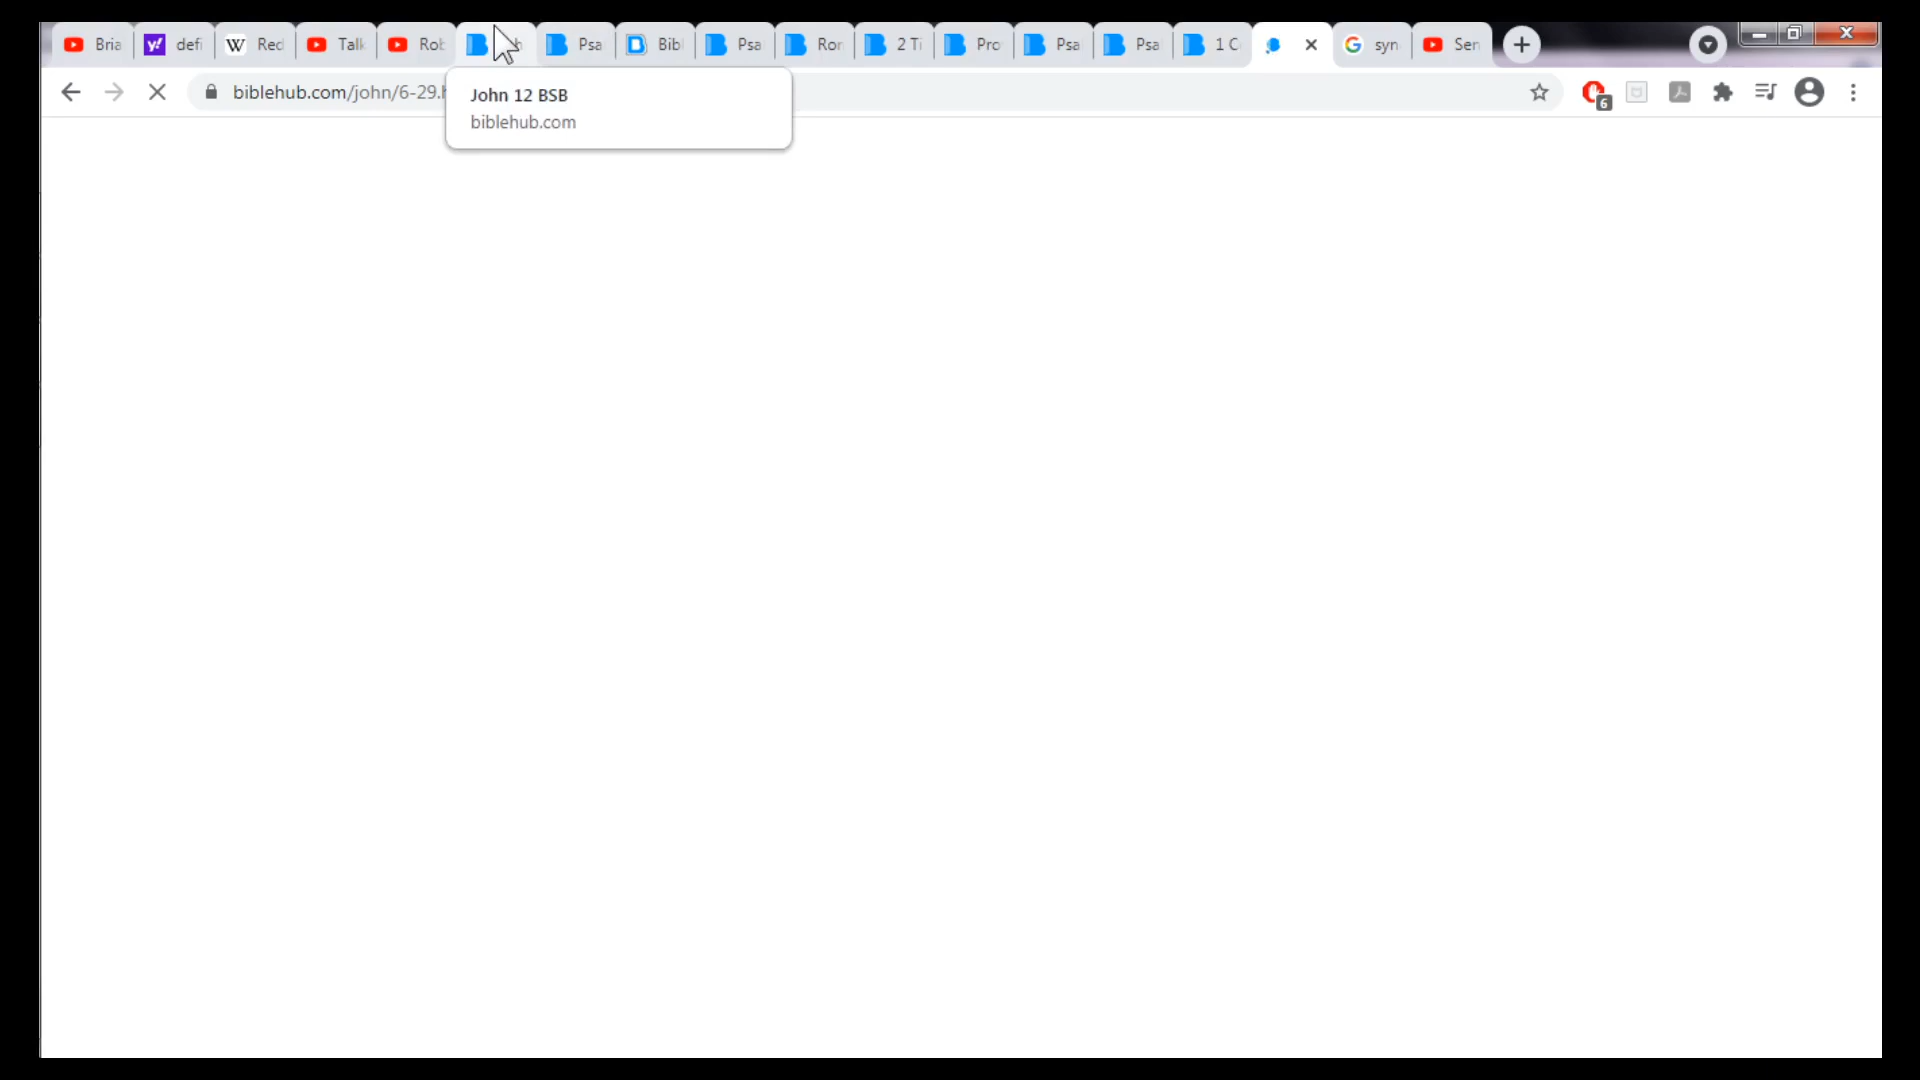 Bria
defi
Rec
Talk
Rob
Psa
Bibl
Psa
Ror
2 Ti
Pro
Psa
Psa
1 C
syn
Sen
biblehub.com/john/6-29.h
6
John 12 BSB
biblehub.com